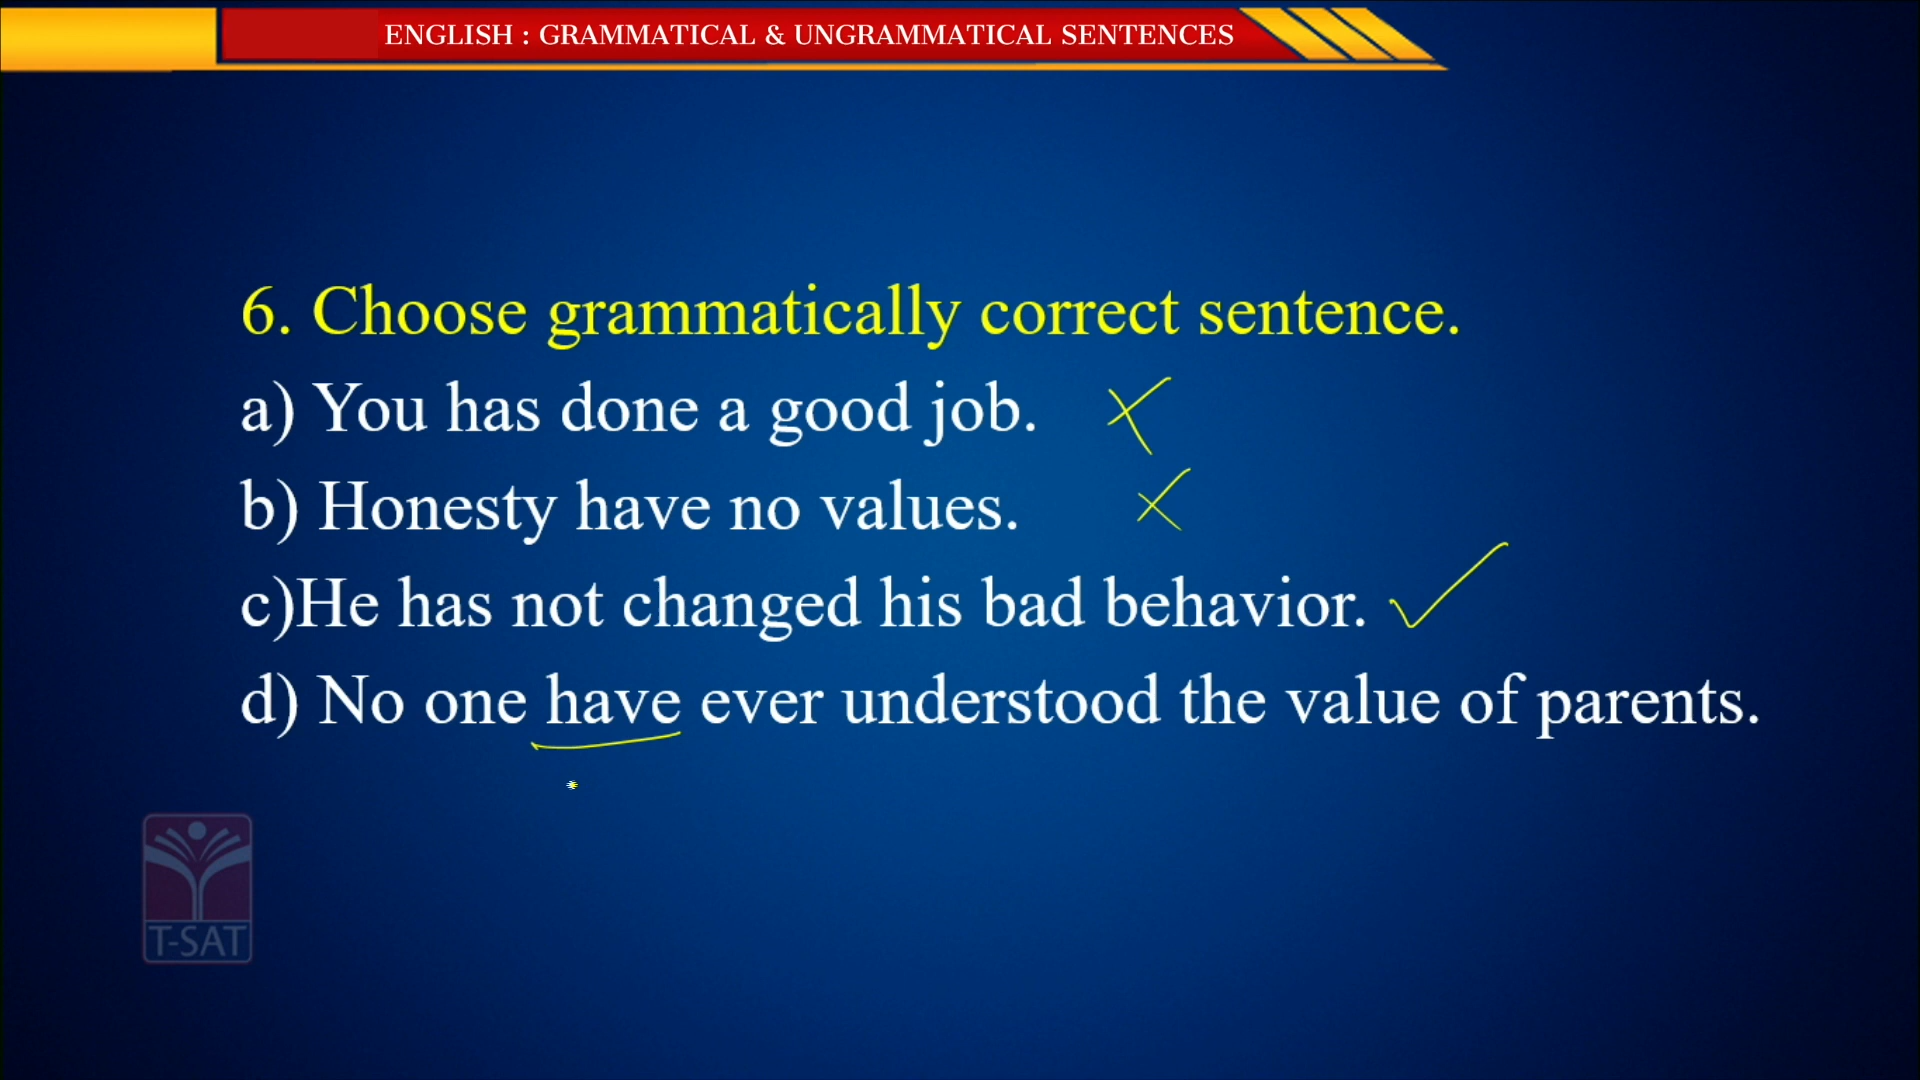 ENGLISH : GRAMMATICAL & UNGRAMMATICAL SENTENCES
6. Choose grammatically correct sentence.
a) You has done a good job.
b) Honesty have no values.
c)He has not changed his bad behavior.
d) No one have ever understood the value of parents.
T-SAT